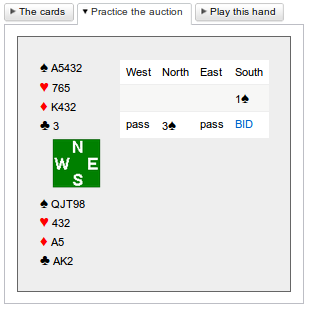 ▶ The cards ▼ Practice the auction ▶ Play this hand
♠ A5432
♥ 765
♦ K432
♣ 3
N
W E
S
♠ QJT98
♥ 432
♦ A5
♣ AK2
West North East South
1♠
pass 3♠ pass BID